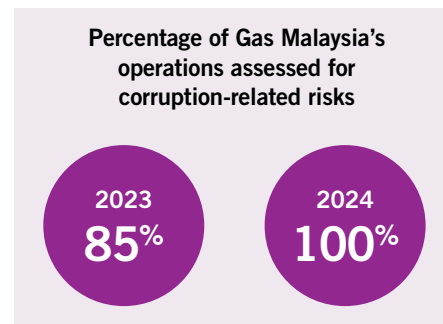 Percentage of Gas Malaysia's
operations assessed for
corruption-related risks
2023
85%
2024
100%